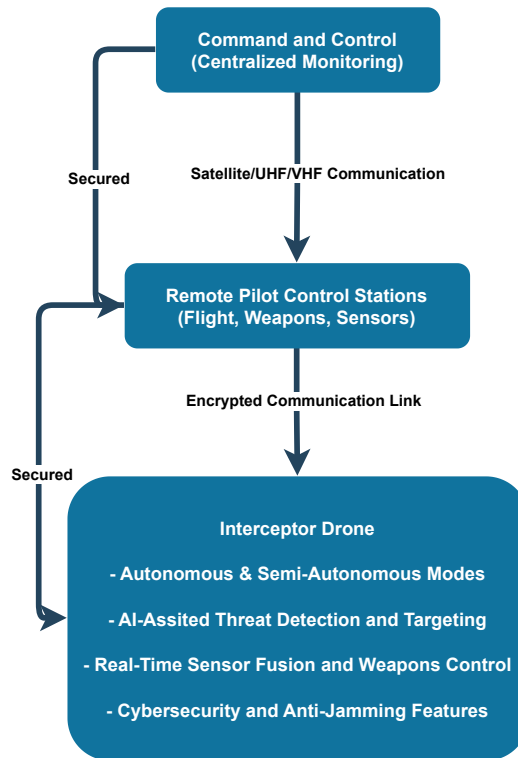 Command and Control
(Centralized Monitoring)
Secured
Satellite/UHF/VHF Communication
Remote Pilot Control Stations
(Flight, Weapons, Sensors)
Encrypted Communication Link
Secured
Interceptor Drone
- Autonomous & Semi-Autonomous Modes
- AI-Assited Threat Detection and Targeting
- Real-Time Sensor Fusion and Weapons Control
- Cybersecurity and Anti-Jamming Features